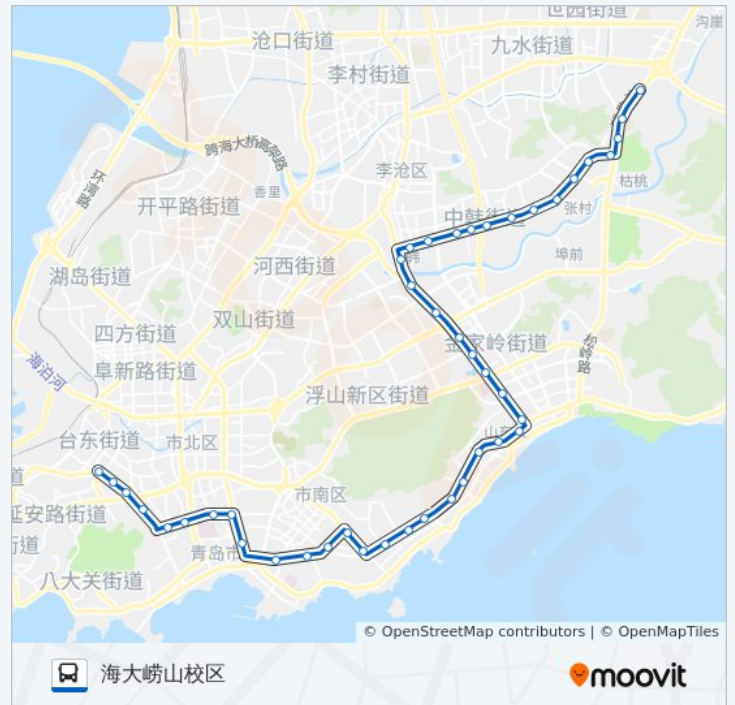 世园街道
沟崖
沧口街道
九水街道
李村街道
跨海大桥高架路
李沧区
环湾路
香里
枯桃
开平路街道
中韩街道
张村
韩
埠前
湖岛街道
河西街道
双山街道
四方街道
金家岭街道
松岭路
海泊河
阜新路街道
浮山新区街道
台东街道
市北区
山东
道
市南区
延安路街道
街道
青岛市
八大关街道
© OpenStreetMap contributors | © OpenMapTiles
海大崂山校区
moovit